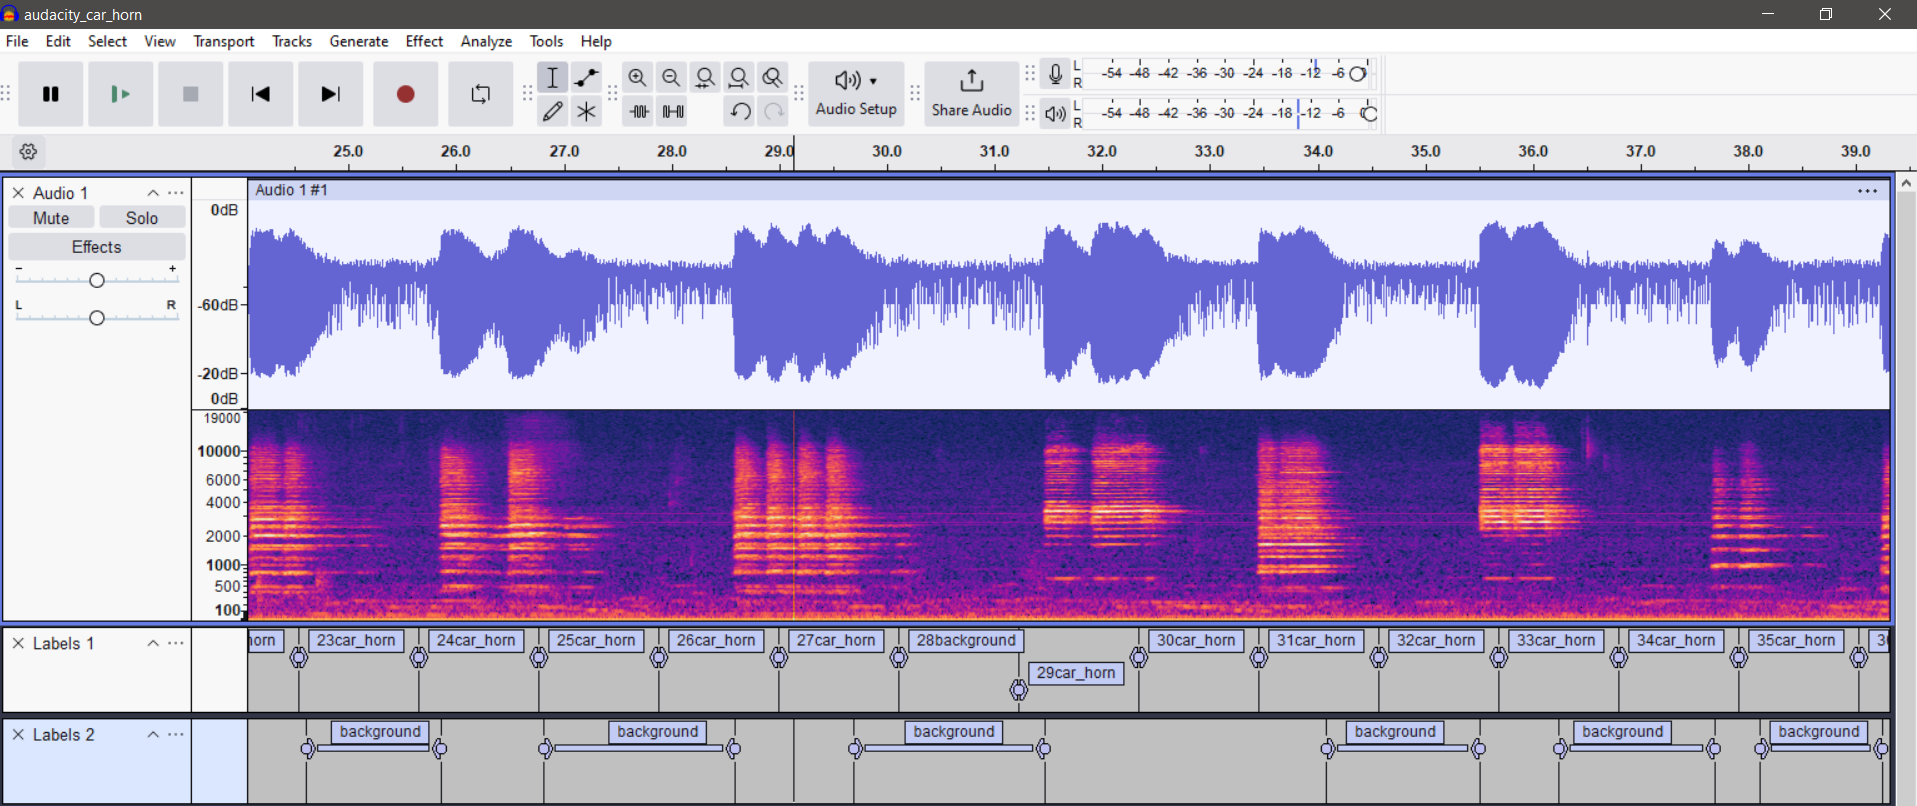 audacity_car_horn
File Edit Select View Transport Tracks Generate Effect Analyze Tools Help
Audio Setup
Share Audio
L
R
-54 -48 -42 -36 -30 -24 -18 -12 -6
L
R
-54 -48 -42 -36 -30 -24 -18 -12 -6
25.0 26.0 27.0 28.0 29.0 30.0 31.0 32.0 33.0 34.0 35.0 36.0 37.0 38.0 39.0
Audio 1
Audio 1 #1
Mute Solo
Effects
- +
L R
0dB
-60dB
-20dB
0dB
19000
10000
6000
4000
2000
1000
500
100
Labels 1
horn 23car_horn 24car_horn 25car_horn 26car_horn 27car_horn 28background 30car_horn 31car_horn 32car_horn 33car_horn 34car_horn 35car_horn
29car_horn
Labels 2
background background background background background background